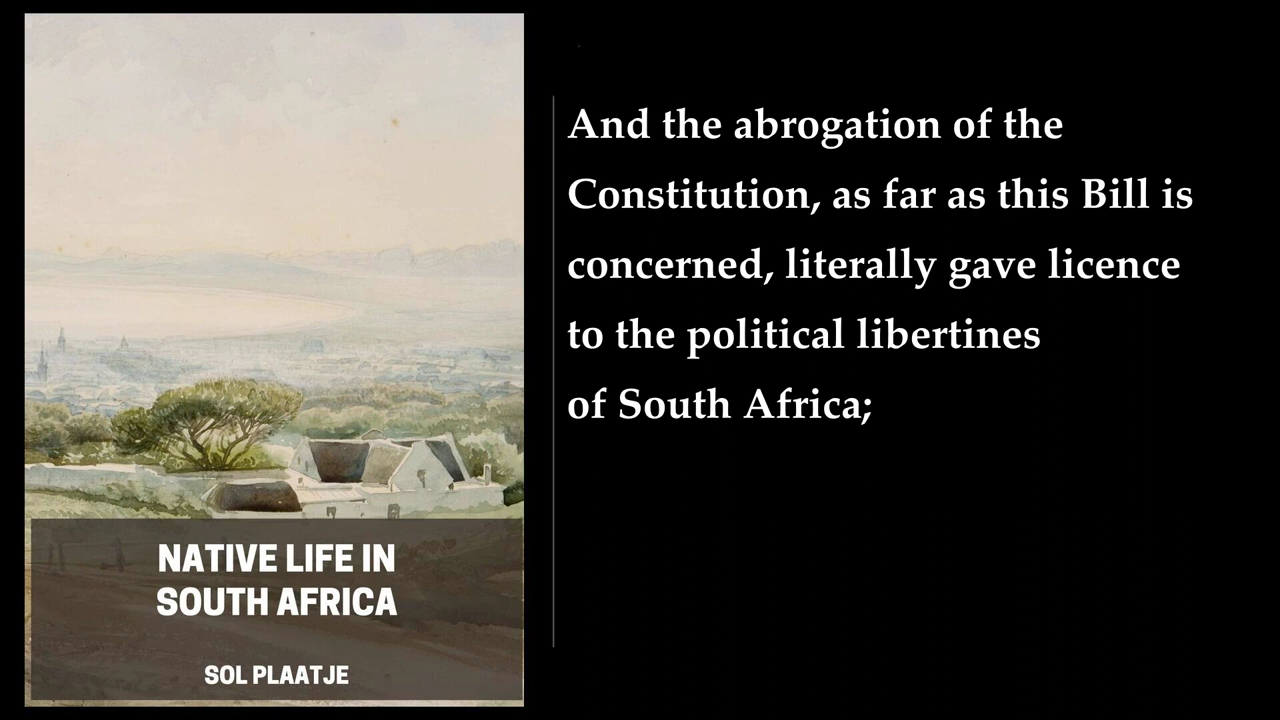 NATIVE LIFE IN
SOUTH AFRICA
SOL PLAATJE
And the abrogation of the
Constitution, as far as this Bill is
concerned, literally gave licence
to the political libertines
of South Africa;